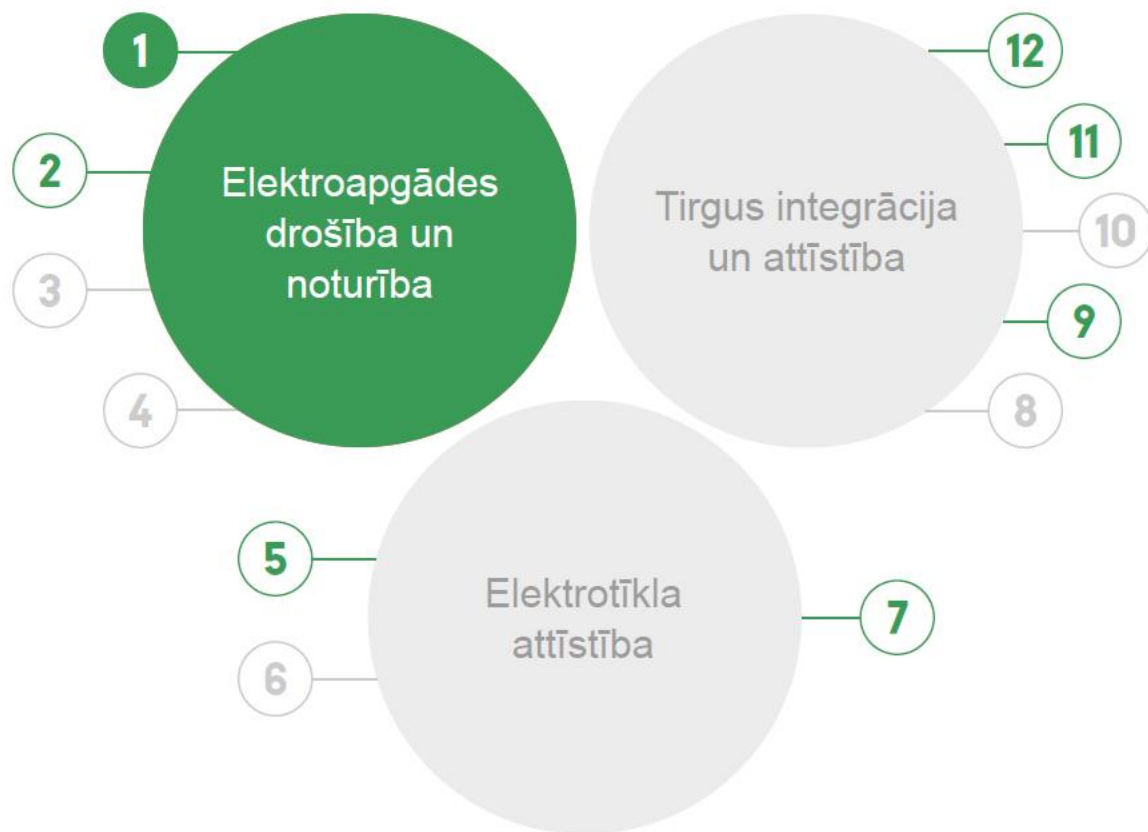 1
2
3
4
Elektroapgādes
drošība un
noturība
12
11
10
9
8
Tirgus integrācija
un attīstība
5
6
7
Elektrotīkla
attīstība